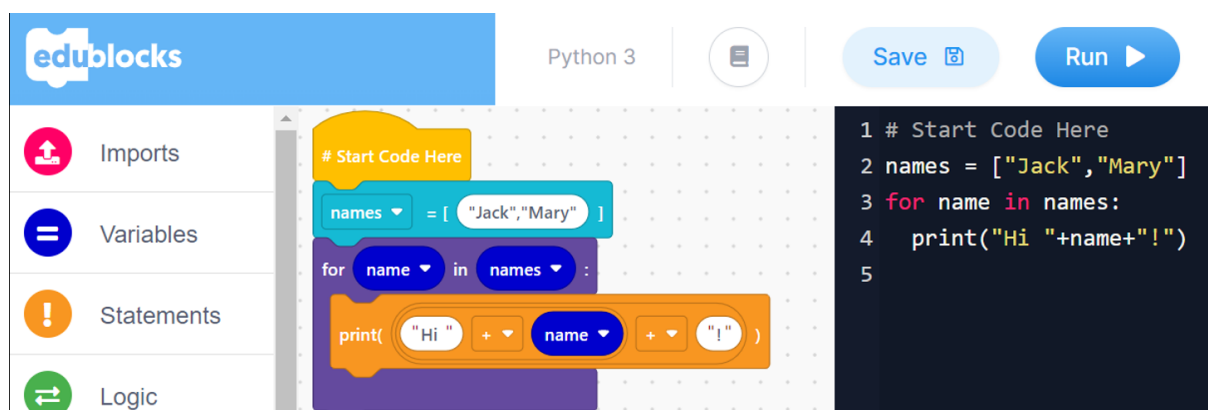 edublocks
Python 3
Save
Run
Imports
Variables
Statements
Logic
# Start Code Here
names = [ "Jack","Mary" ]
for name in names :
print( "Hi " + name + "!" )
1 # Start Code Here
2 names = ["Jack","Mary"]
3 for name in names:
4   print("Hi "+name+"!")
5